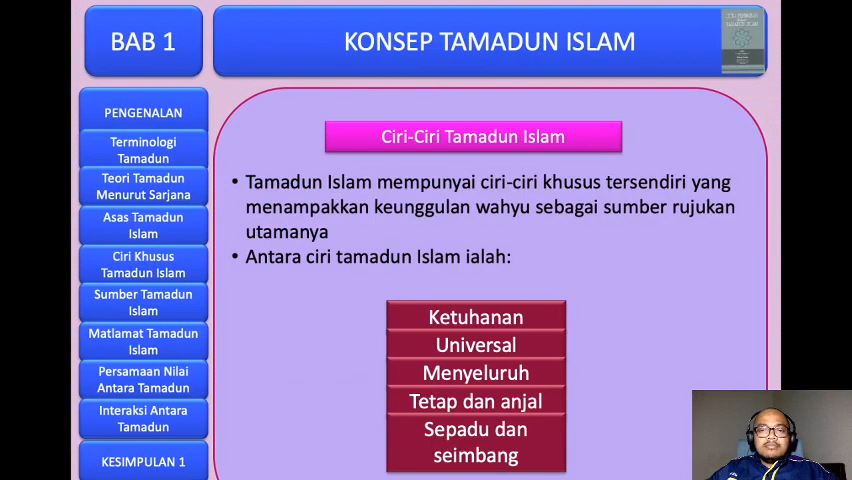 BAB 1
KONSEP TAMADUN ISLAM
PENGENALAN
Terminologi
Tamadun
Teori Tamadun
Menurut Sarjana
Asas Tamadun
Islam
Ciri Khusus
Tamadun Islam
Sumber Tamadun
Islam
Matlamat Tamadun
Islam
Persamaan Nilai
Antara Tamadun
Interaksi Antara
Tamadun
KESIMPULAN 1
Ciri-Ciri Tamadun Islam
• Tamadun Islam mempunyai ciri-ciri khusus tersendiri yang
menampakkan keunggulan wahyu sebagai sumber rujukan
utamanya
• Antara ciri tamadun Islam ialah:
Ketuhanan
Universal
Menyeluruh
Tetap dan anjal
Sepadu dan
seimbang